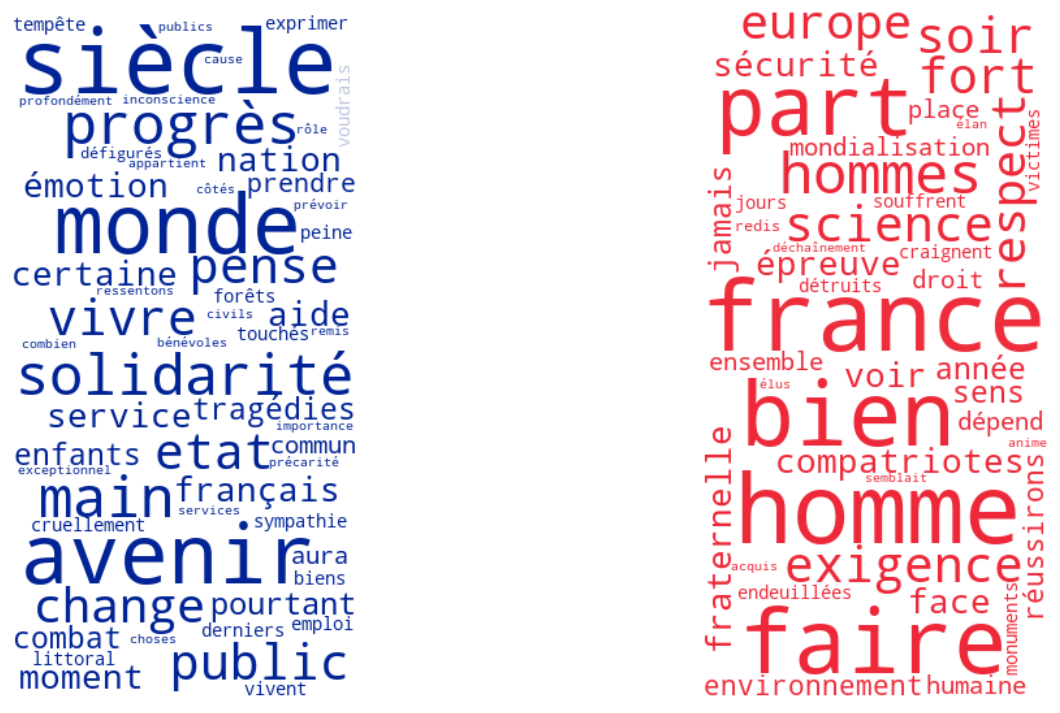 tempête publics exprimer
siècle
cause
voudrais
profondément inconscience
progrès
rôle
défigurés
appartient
nation
émotion
côtés
prendre
monde
prévoir
peine
certaine
pense
ressentons
forêts
vivre
civils
aide
touchés
remis
combien
bénévoles
solidarité
service
tragédies
importance
enfants
etat
commun
précarité
exceptionnel
main
français
services
cruellement
sympathie
avenir
aura
biens
change
pourtant
combat
choses
derniers
emploi
littoral
public
moment
vivent
europe
soir
sécurité
fort
part
place
élan
respect
victimes
mondialisation
hommes
jamais
jours
souffrent
redis
science
déchaînement
craignent
épreuve
détruits
droit
france
ensemble
élus
voir
année
sens
bien
dépend
anime
compatriotes
semblait
fraternelle
homme
réussirons
acquis
exigence
endeuillées
face
monuments
faire
environnement
humaine